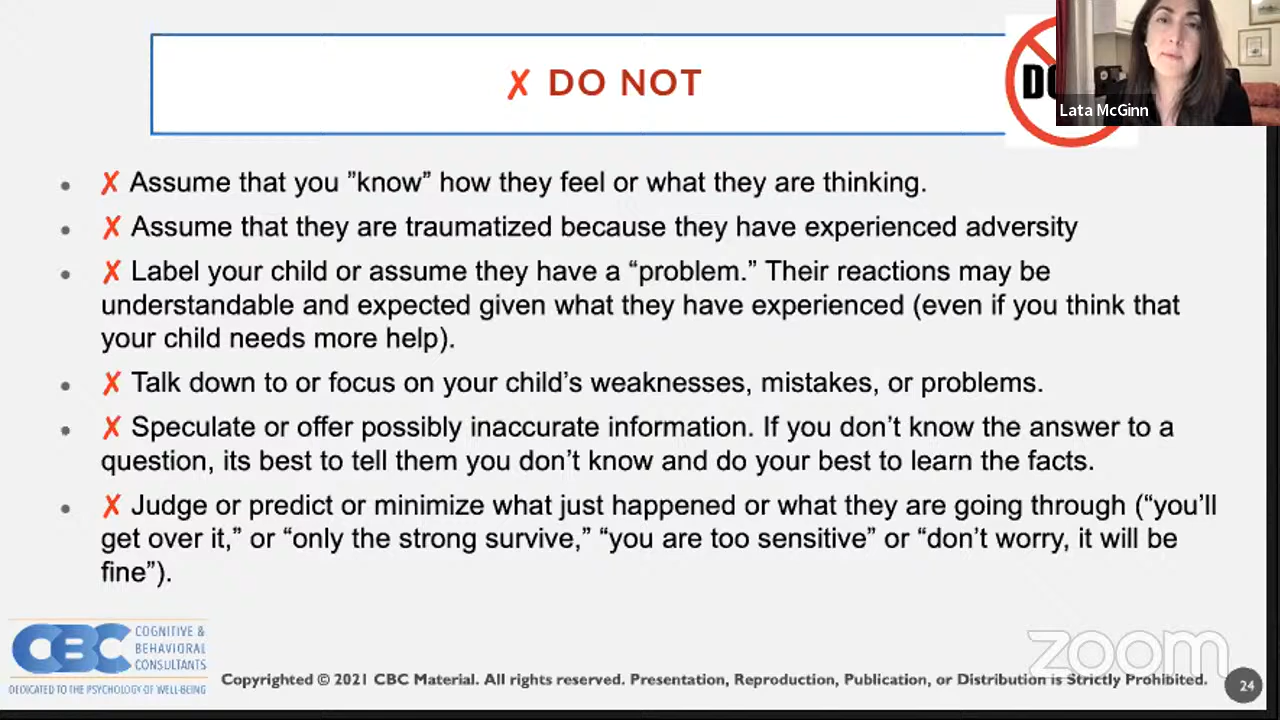 ✗ DO NOT
DO
Lata McGinn
✗ Assume that you ”know” how they feel or what they are thinking.
✗ Assume that they are traumatized because they have experienced adversity
✗ Label your child or assume they have a “problem.” Their reactions may be
understandable and expected given what they have experienced (even if you think that
your child needs more help).
✗ Talk down to or focus on your child’s weaknesses, mistakes, or problems.
✗ Speculate or offer possibly inaccurate information. If you don’t know the answer to a
question, its best to tell them you don’t know and do your best to learn the facts.
✗ Judge or predict or minimize what just happened or what they are going through (“you’ll
get over it,” or “only the strong survive,” “you are too sensitive” or “don’t worry, it will be
fine”).
CBC
COGNITIVE &
BEHAVIORAL
CONSULTANTS
DEDICATED TO THE PSYCHOLOGY OF WELL-BEING
Copyrighted © 2021 CBC Material. All rights reserved. Presentation, Reproduction, Publication, or Distribution is Strictly Prohibited.
zoom
24